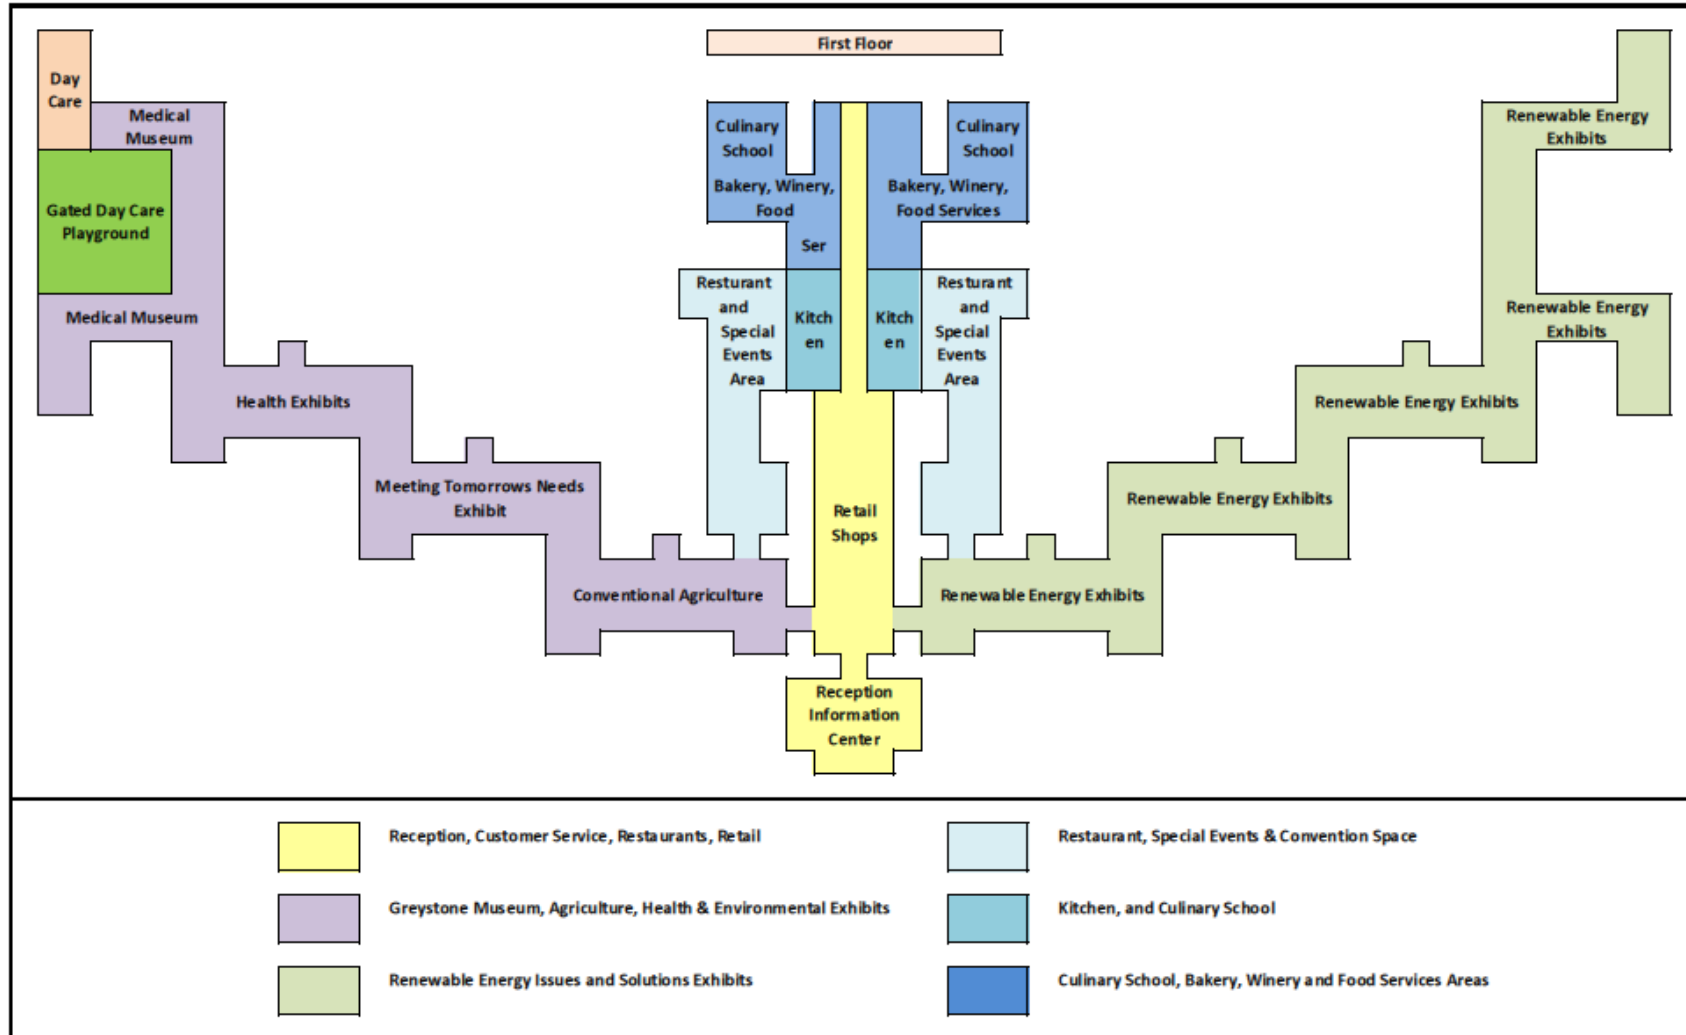 First Floor
Day
Care
Medical
Museum
Gated Day Care
Playground
Medical Museum
Health Exhibits
Meeting Tomorrows Needs
Exhibit
Conventional Agriculture
Culinary
School
Bakery, Winery,
Food
Ser
Culinary
School
Bakery, Winery,
Food Services
Resturant
and
Special
Events
Area
Kitch
en
Kitch
en
Resturant
and
Special
Events
Area
Retail
Shops
Reception
Information
Center
Renewable Energy
Exhibits
Renewable Energy
Exhibits
Renewable Energy Exhibits
Renewable Energy Exhibits
Renewable Energy Exhibits
Reception, Customer Service, Restaurants, Retail
Greystone Museum, Agriculture, Health & Environmental Exhibits
Renewable Energy Issues and Solutions Exhibits
Restaurant, Special Events & Convention Space
Kitchen, and Culinary School
Culinary School, Bakery, Winery and Food Services Areas